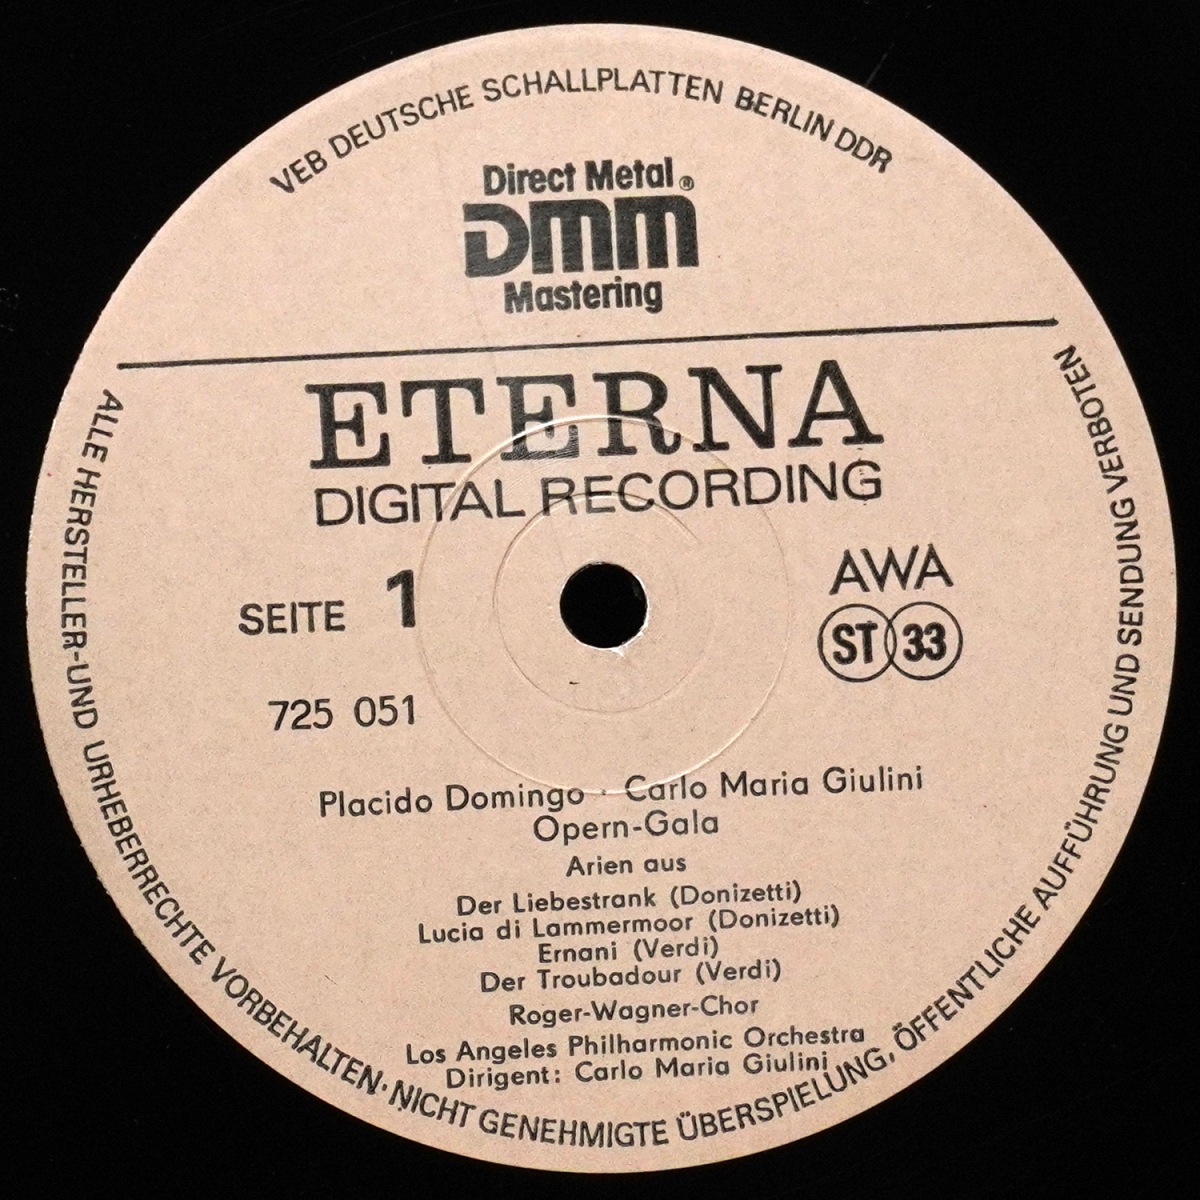 VEB DEUTSCHE SCHALLPLATTEN BERLIN DDR
Direct Metal ®
DMM
Mastering
ETERNA
DIGITAL RECORDING
SEITE 1
AWA
ST 33
725 051
Placido Domingo · Carlo Maria Giulini
Opern-Gala
Arien aus
Der Liebestrank (Donizetti)
Lucia di Lammermoor (Donizetti)
Ernani (Verdi)
Der Troubadour (Verdi)
Roger-Wagner-Chor
Los Angeles Philharmonic Orchestra
Dirigent: Carlo Maria Giulini
ALLE HERSTELLER-UND URHEBERRECHTE VORBEHALTEN · NICHT GENEHMIGTE ÜBERSPIELUNG, ÖFFENTLICHE AUFFÜHRUNG UND SENDUNG VERBOTEN